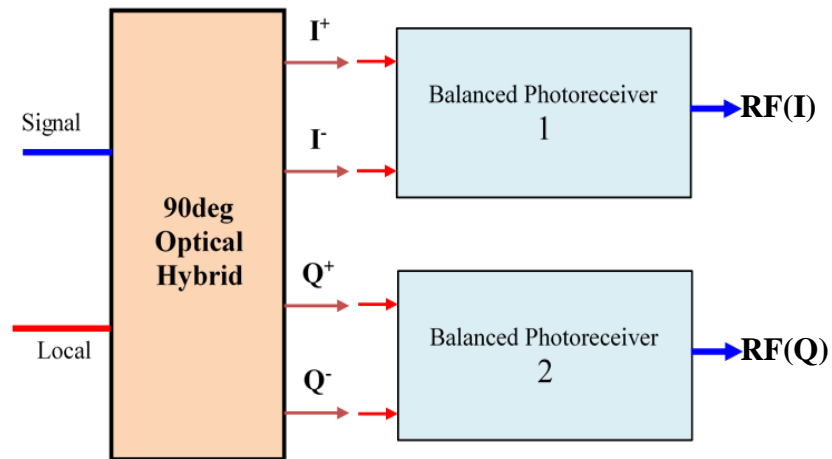 Signal
Local
90deg
Optical
Hybrid
I⁺
I⁻
Q⁺
Q⁻
Balanced Photoreceiver
1
RF(I)
Balanced Photoreceiver
2
RF(Q)